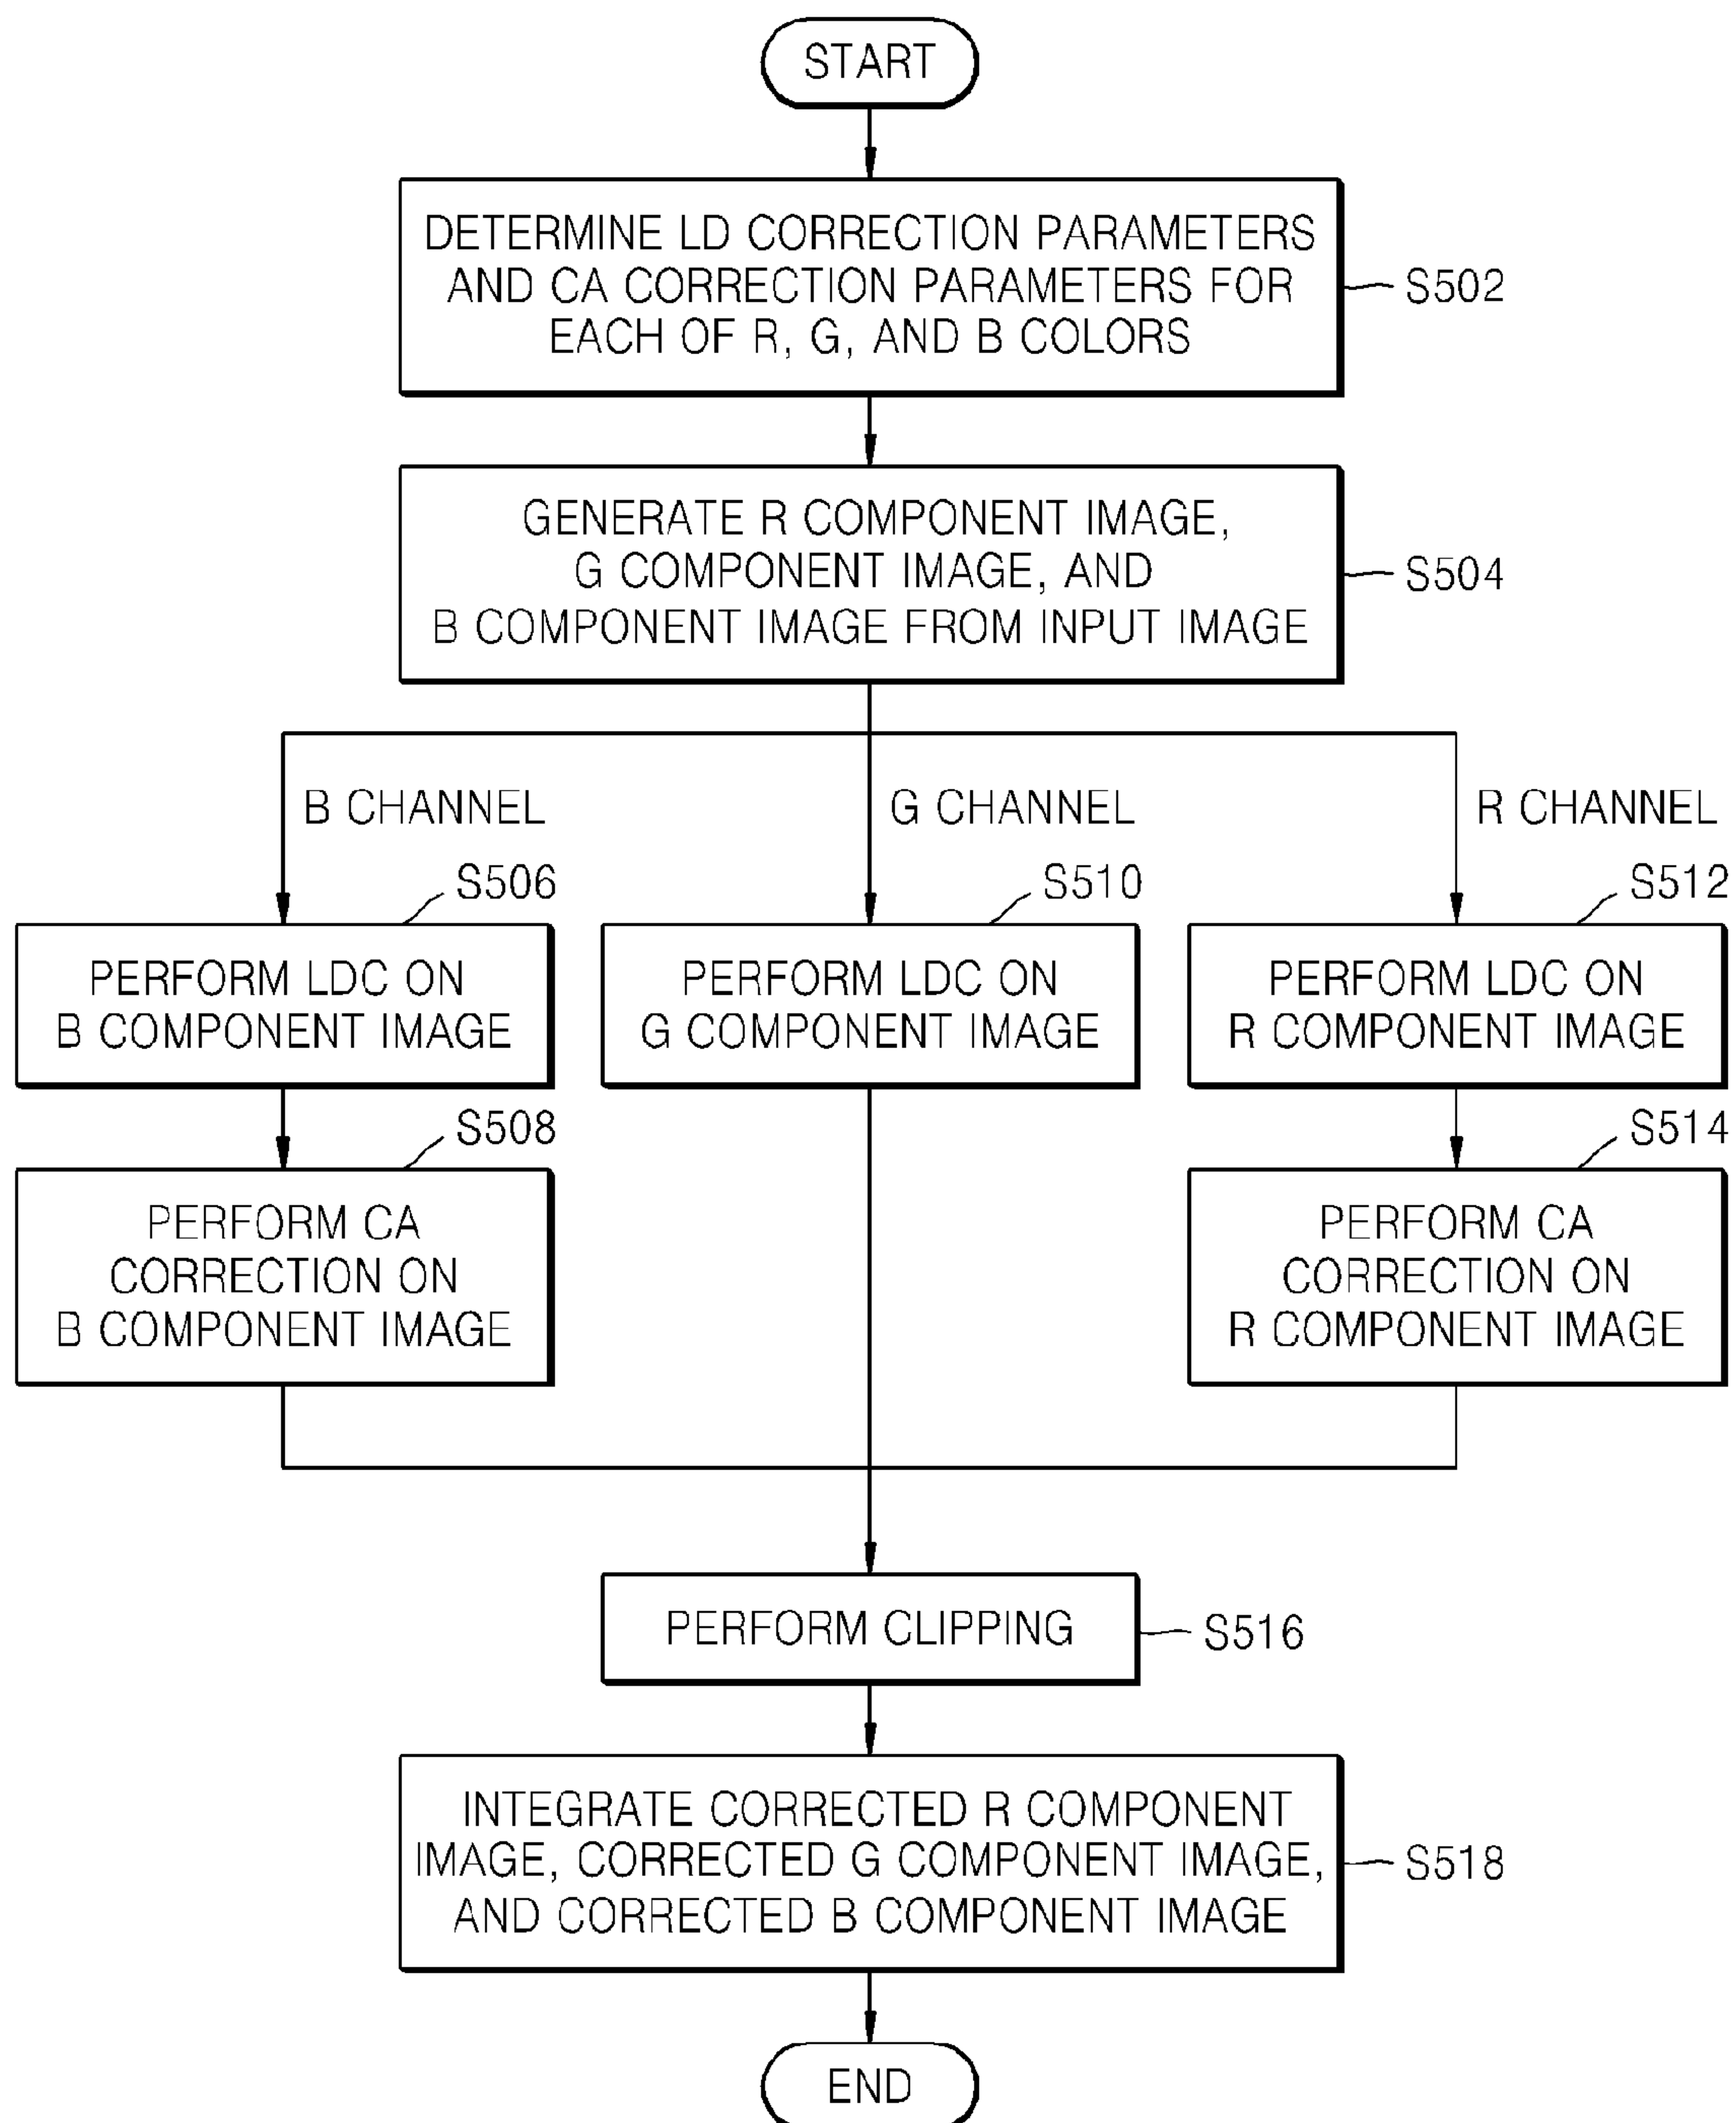 START
DETERMINE LD CORRECTION PARAMETERS
AND CA CORRECTION PARAMETERS FOR
EACH OF R, G, AND B COLORS
S502
GENERATE R COMPONENT IMAGE,
G COMPONENT IMAGE, AND
B COMPONENT IMAGE FROM INPUT IMAGE
S504
B CHANNEL
G CHANNEL
R CHANNEL
S506
PERFORM LDC ON
B COMPONENT IMAGE
S510
PERFORM LDC ON
G COMPONENT IMAGE
S512
PERFORM LDC ON
R COMPONENT IMAGE
S508
PERFORM CA
CORRECTION ON
B COMPONENT IMAGE
S514
PERFORM CA
CORRECTION ON
R COMPONENT IMAGE
PERFORM CLIPPING
S516
INTEGRATE CORRECTED R COMPONENT
IMAGE, CORRECTED G COMPONENT IMAGE,
AND CORRECTED B COMPONENT IMAGE
S518
END